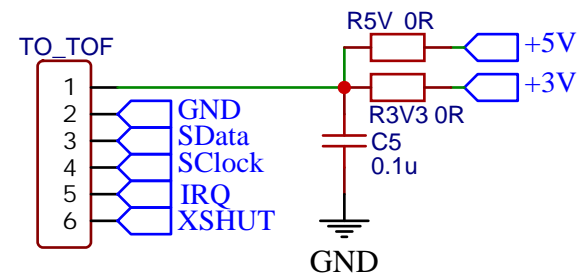 R5V 0R
+5V
TO_TOF
1
+3V
2 GND
R3V3 0R
3 SData
C5
4 SClock
0.1u
5 IRQ
6 XSHUT
GND